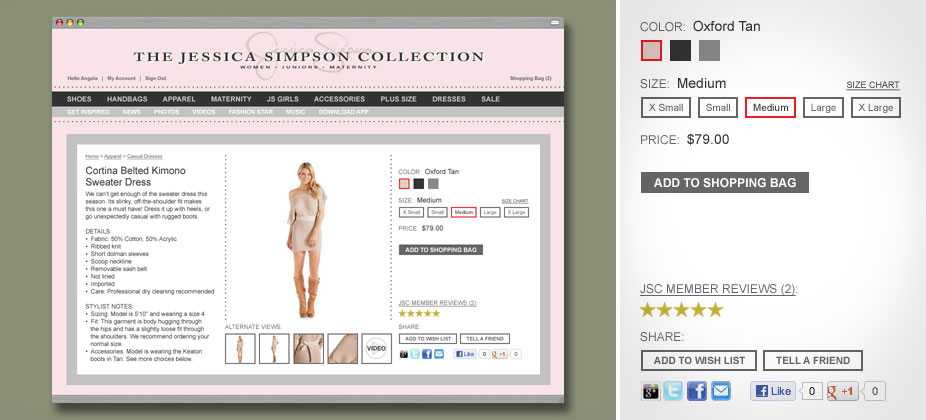 Jessica Simpson
THE JESSICA SIMPSON COLLECTION
WOMEN • JUNIORS • MATERNITY
Hello Angela | My Account | Sign Out
Shopping Bag (2)
SHOES HANDBAGS APPAREL MATERNITY JS GIRLS ACCESSORIES PLUS SIZE DRESSES SALE
GET INSPIRED NEWS PHOTOS VIDEOS FASHION STAR MUSIC DOWNLOAD APP
Home > Apparel > Casual Dresses
Cortina Belted Kimono
Sweater Dress
We can't get enough of the sweater dress this
season. Its slinky, off-the-shoulder fit makes
this one a must have! Dress it up with heels, or
go unexpectedly casual with rugged boots.
DETAILS:
• Fabric: 50% Cotton, 50% Acrylic
• Ribbed knit
• Short dolman sleeves
• Scoop neckline
• Removable sash belt
• Not lined
• Imported
• Care: Professional dry cleaning recommended
STYLIST NOTES:
• Sizing: Model is 5'10" and wearing a size 4
• Fit: This garment is body hugging through
the hips and has a slightly loose fit through
the shoulders. We recommend ordering your
normal size.
• Accessories: Model is wearing the Keaton
boots in Tan. See more choices below.
ALTERNATE VIEWS:
VIDEO
COLOR: Oxford Tan
SIZE: Medium
SIZE CHART
X Small Small Medium Large X Large
PRICE: $79.00
ADD TO SHOPPING BAG
JSC MEMBER REVIEWS (2):
SHARE:
ADD TO WISH LIST TELL A FRIEND
g+ t f Like 0 g +1 0
COLOR: Oxford Tan
SIZE: Medium
SIZE CHART
X Small Small Medium Large X Large
PRICE: $79.00
ADD TO SHOPPING BAG
JSC MEMBER REVIEWS (2):
SHARE:
ADD TO WISH LIST TELL A FRIEND
g+ t f Like 0 g +1 0